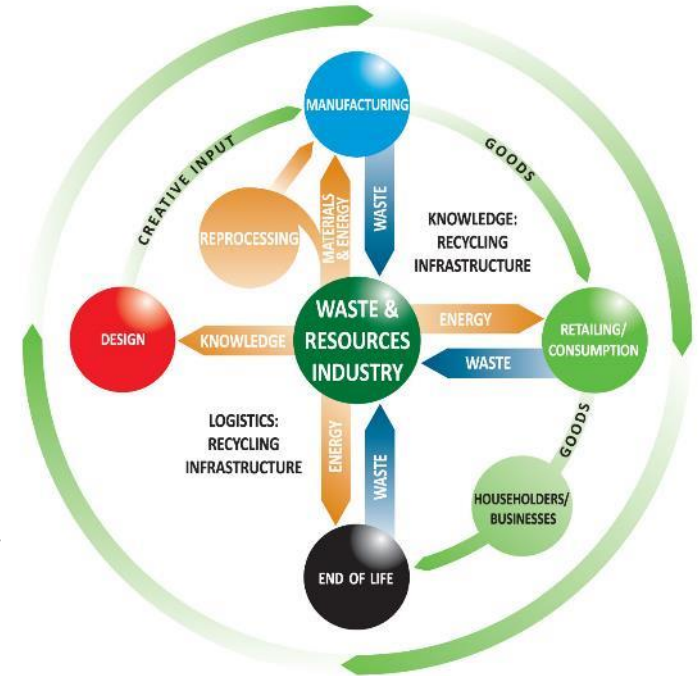 MANUFACTURING
CREATIVE INPUT
GOODS
REPROCESSING
MATERIALS
& ENERGY
WASTE
KNOWLEDGE:
RECYCLING
INFRASTRUCTURE
DESIGN
KNOWLEDGE
WASTE &
RESOURCES
INDUSTRY
ENERGY
WASTE
RETAILING/
CONSUMPTION
LOGISTICS:
RECYCLING
INFRASTRUCTURE
ENERGY
WASTE
GOODS
HOUSEHOLDERS/
BUSINESSES
END OF LIFE